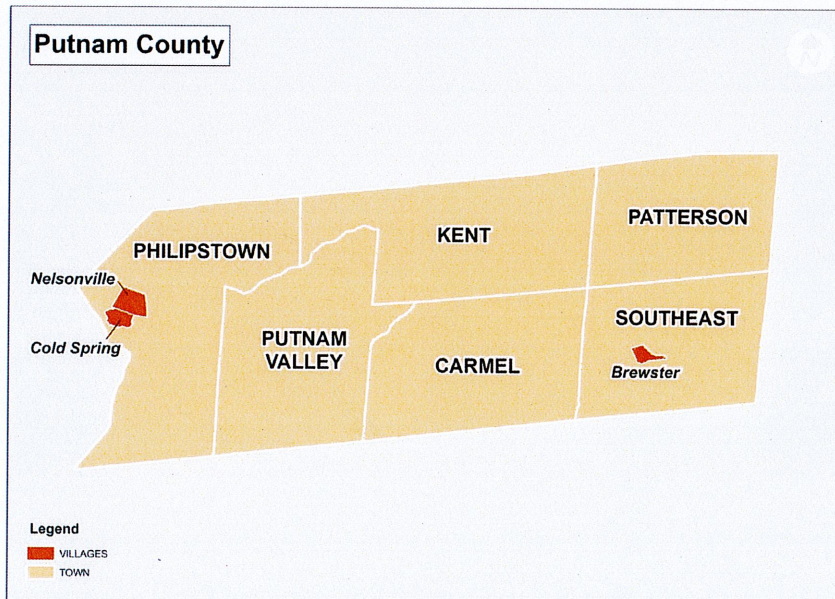 Putnam County
PATTERSON
KENT
PHILIPSTOWN
Nelsonville
SOUTHEAST
PUTNAM
VALLEY
Cold Spring
CARMEL
Brewster
Legend
VILLAGES
TOWN